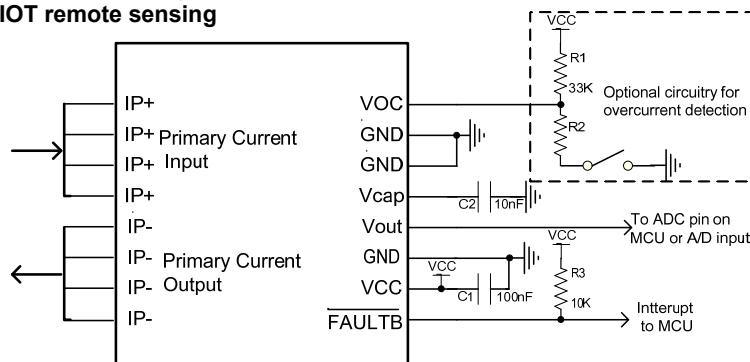 IOT remote sensing
VCC
R1
33K
Optional circuitry for
overcurrent detection
R2
IP+
IP+
IP+
IP+
Primary Current
Input
IP-
IP-
IP-
IP-
Primary Current
Output
VOC
GND
GND
Vcap
Vout
GND
VCC
FAULTB
C2
10nF
To ADC pin on
MCU or A/D input
VCC
VCC
C1
100nF
R3
10K
Intterupt
to MCU